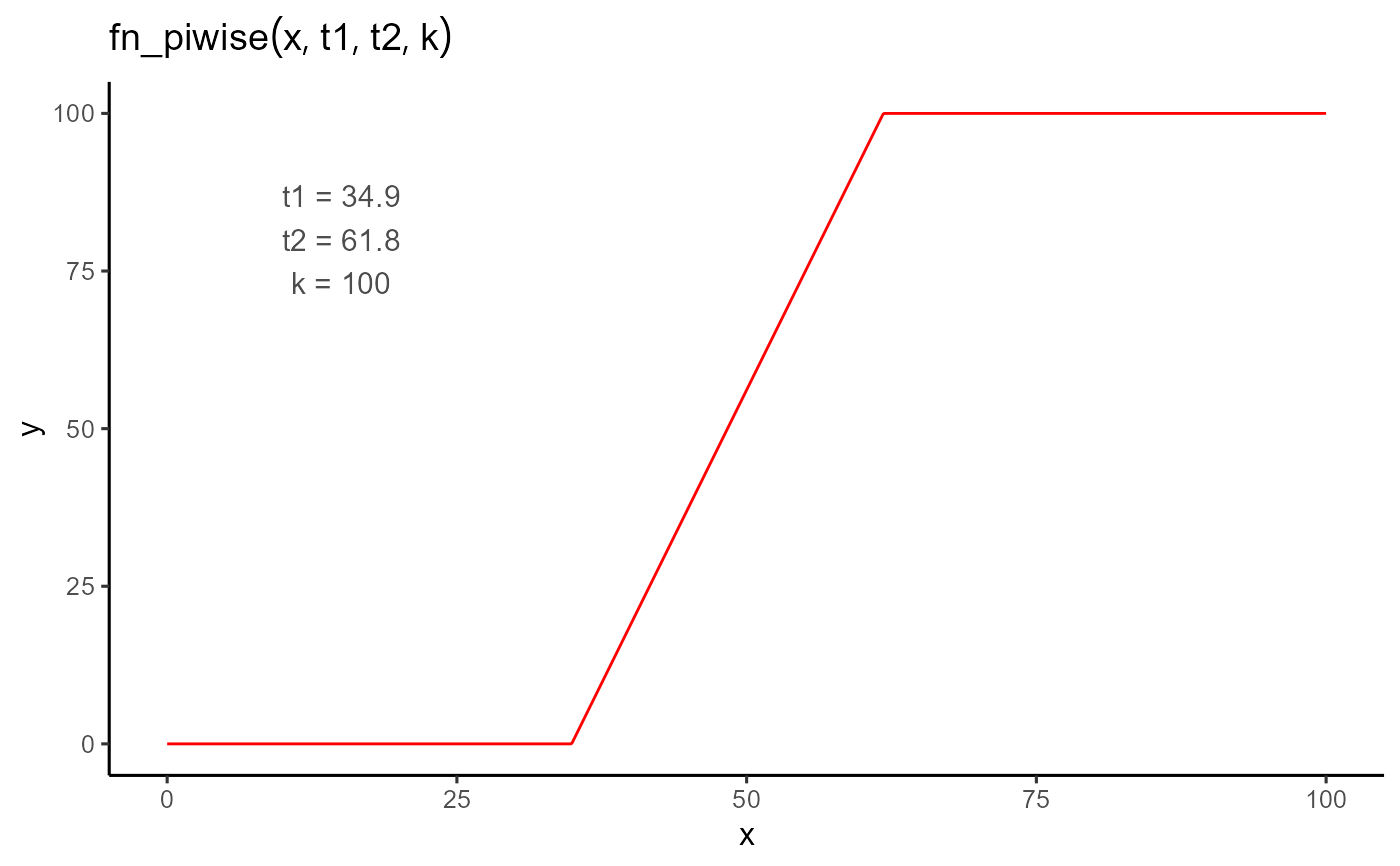 fn_piwise(x, t1, t2, k)
100
t1 = 34.9
t2 = 61.8
75
k = 100
y
50
25
0
0 25 50 75 100
x